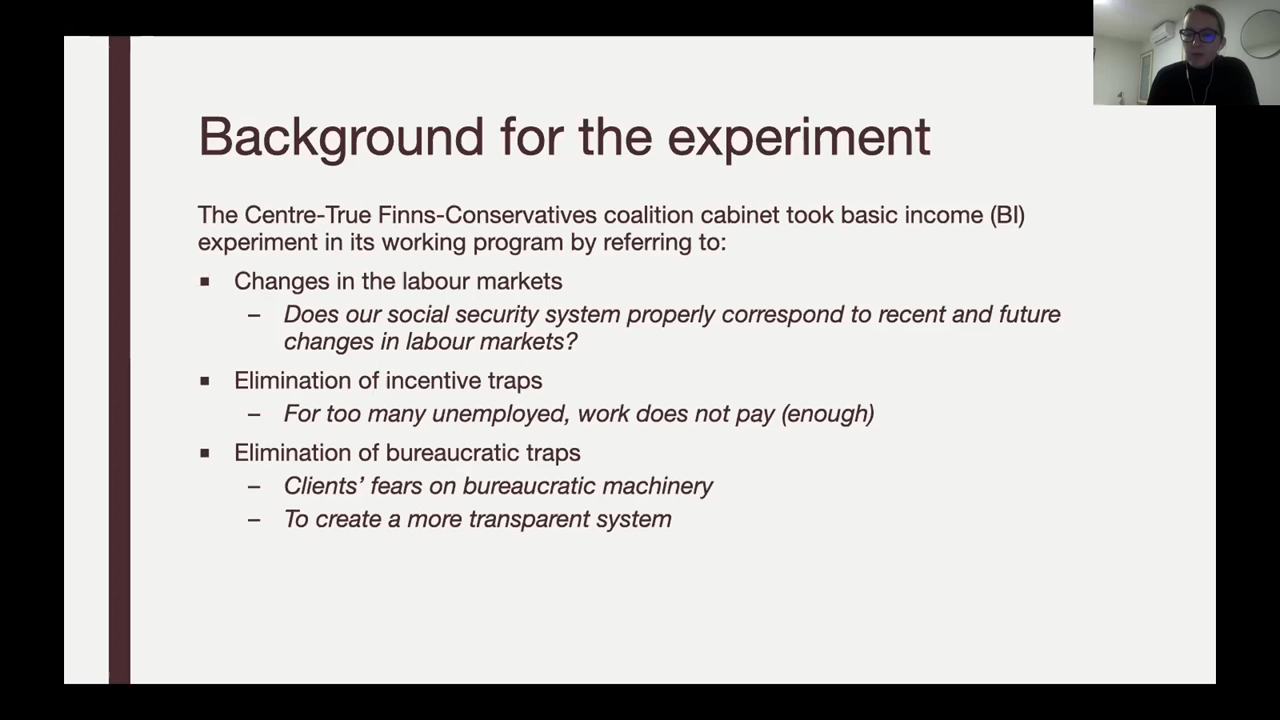 Background for the experiment
The Centre-True Finns-Conservatives coalition cabinet took basic income (BI)
experiment in its working program by referring to:
▪ Changes in the labour markets
– Does our social security system properly correspond to recent and future
changes in labour markets?
▪ Elimination of incentive traps
– For too many unemployed, work does not pay (enough)
▪ Elimination of bureaucratic traps
– Clients’ fears on bureaucratic machinery
– To create a more transparent system